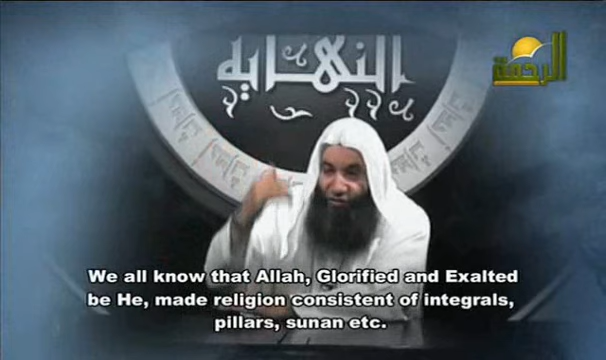 النهاية
الرحمة
We all know that Allah, Glorified and Exalted
be He, made religion consistent of integrals,
pillars, sunan etc.